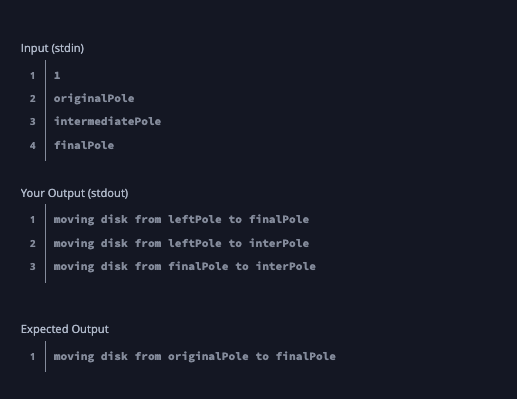 Input (stdin)
1 1
2 originalPole
3 intermediatePole
4 finalPole
Your Output (stdout)
1 moving disk from leftPole to finalPole
2 moving disk from leftPole to interPole
3 moving disk from finalPole to interPole
Expected Output
1 moving disk from originalPole to finalPole